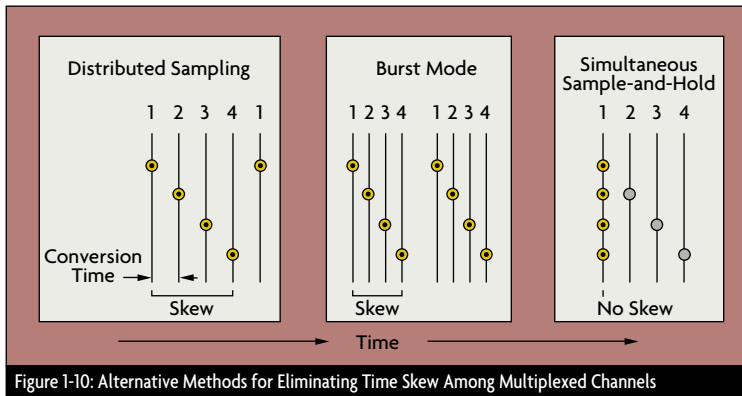 Distributed Sampling
1 2 3 4 1
Conversion
Time
Skew
Burst Mode
1 2 3 4 1 2 3 4
Skew
Simultaneous
Sample-and-Hold
1 2 3 4
No Skew
Time
Figure 1-10: Alternative Methods for Eliminating Time Skew Among Multiplexed Channels